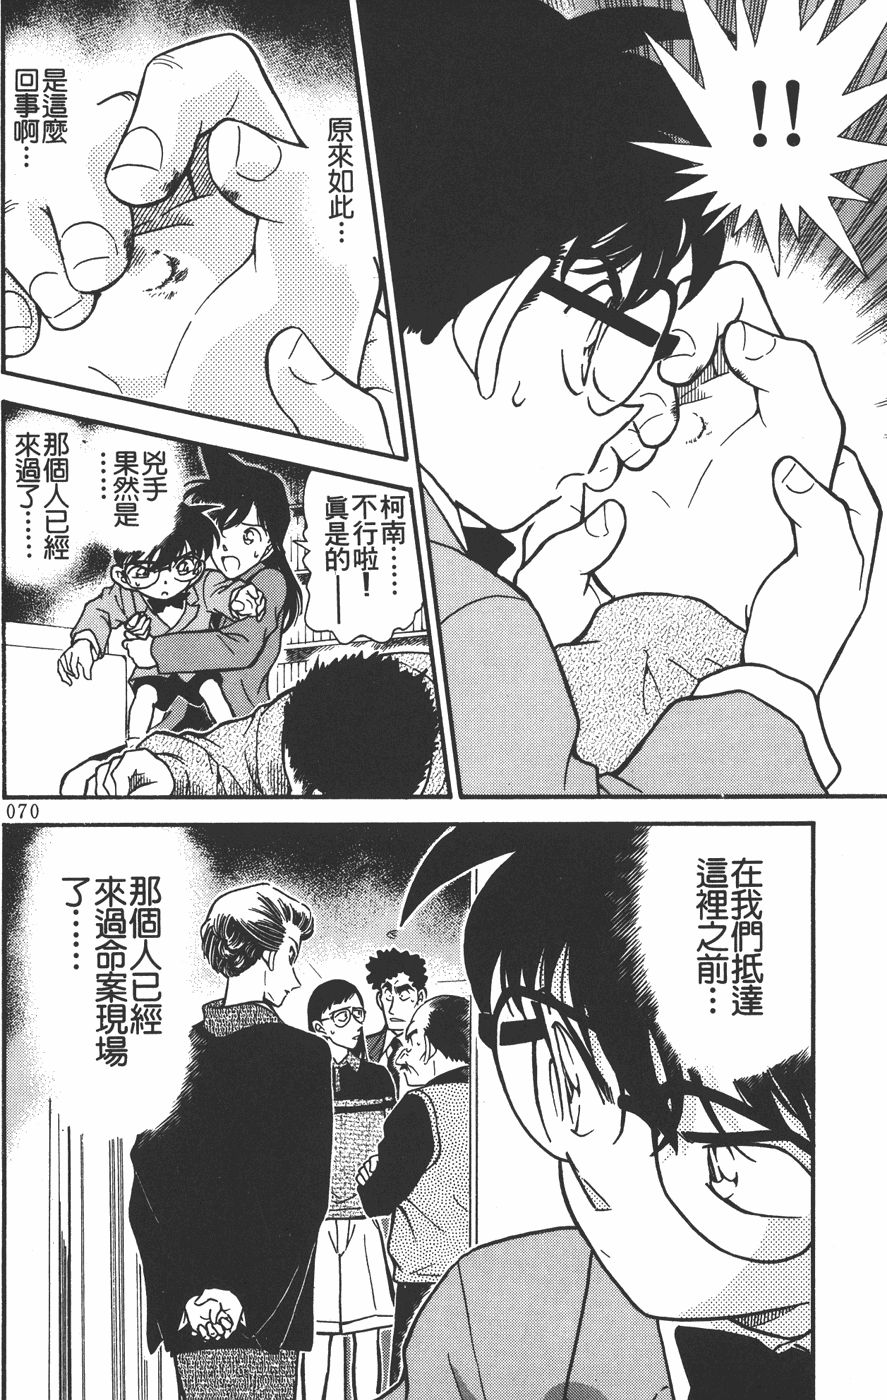 !!
原來如此…
是這麼
回事啊…
柯南……
不行啦!
真是的——
兇手
果然是
……
那個人已經
來過了……
070
在我們抵達
這裡之前…
那個人已經
來過命案現場
了……